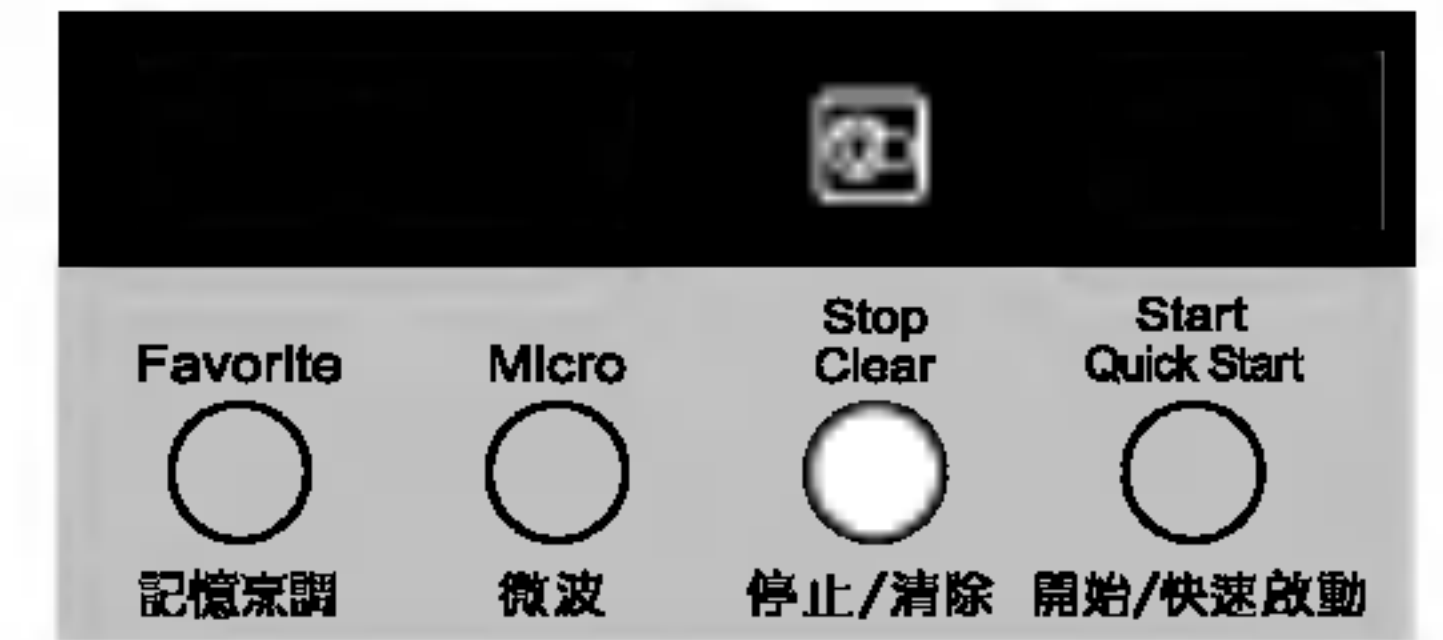 Favorite
Micro
Stop
Clear
Start
Quick Start
記憶烹調
微波
停止/清除
開始/快速啟動